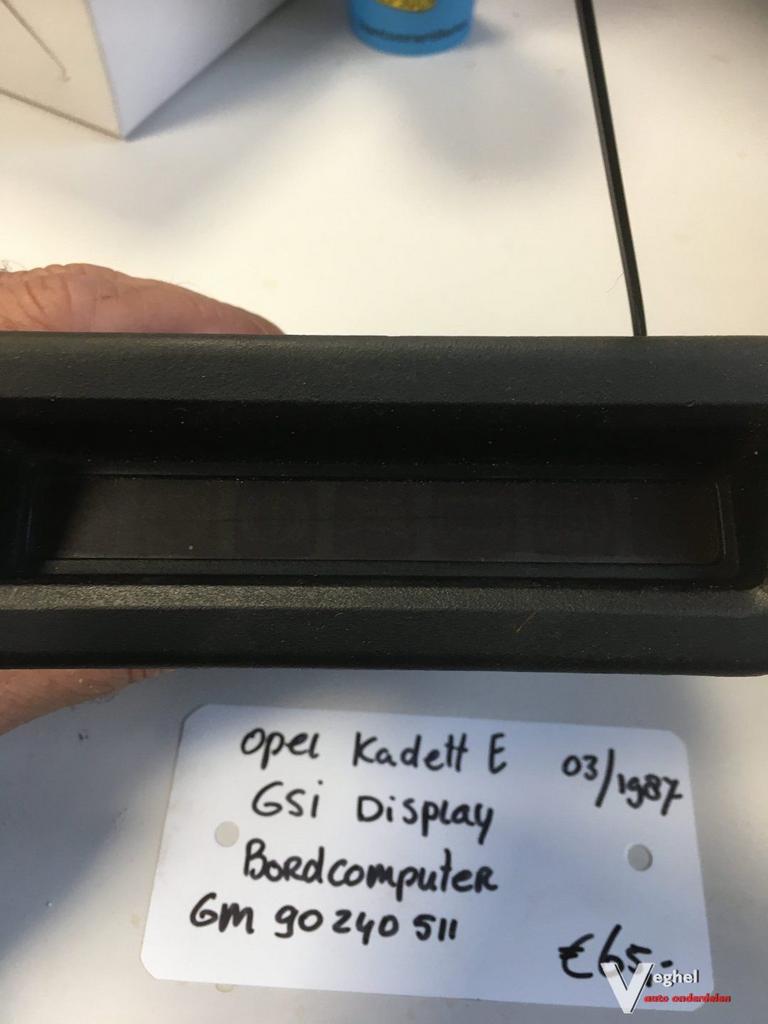 Opel Kadett E 03/1987
GSi Display
Bordcomputer
GM 90 240 511
€65,-
Veghel
auto onderdelen